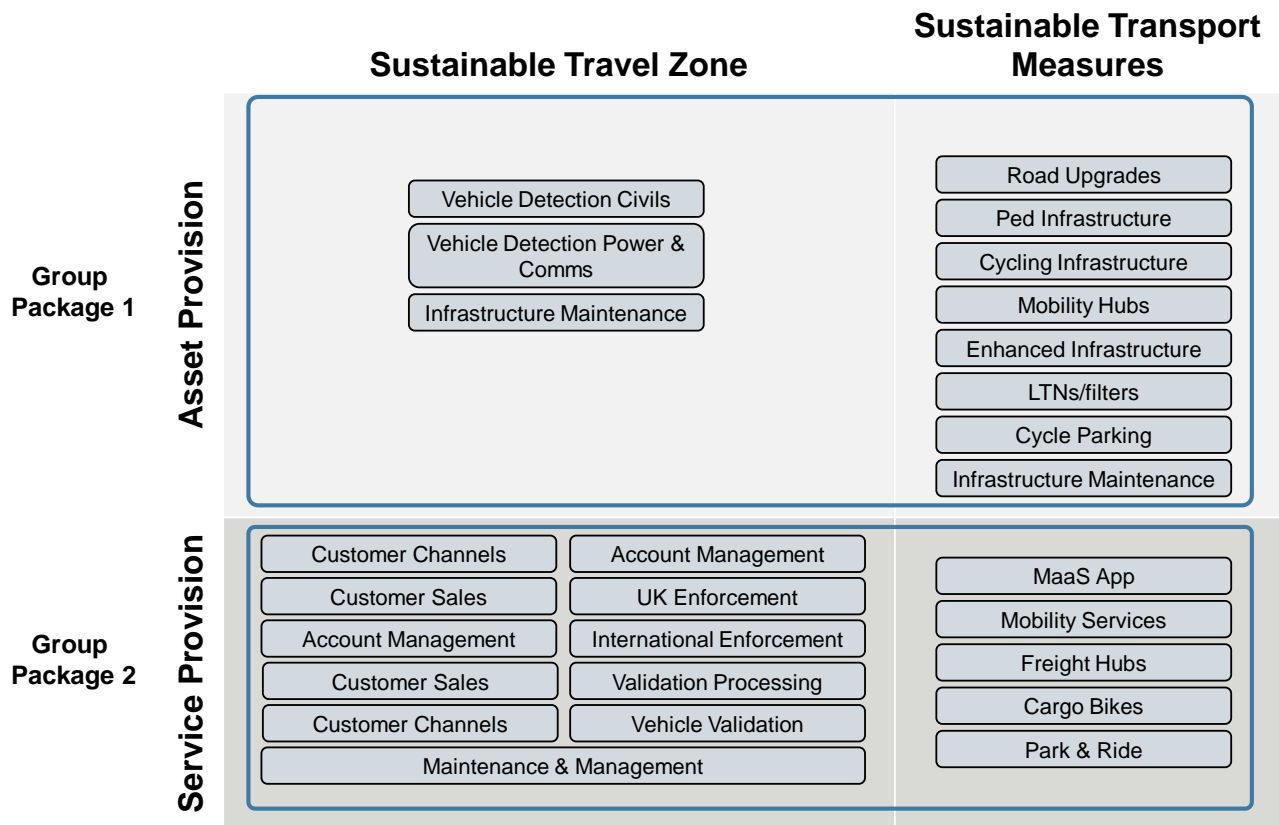 Sustainable Travel Zone
Sustainable Transport
Measures
Group
Package 1
Asset Provision
Vehicle Detection Civils
Vehicle Detection Power &
Comms
Infrastructure Maintenance
Road Upgrades
Ped Infrastructure
Cycling Infrastructure
Mobility Hubs
Enhanced Infrastructure
LTNs/filters
Cycle Parking
Infrastructure Maintenance
Group
Package 2
Service Provision
Customer Channels
Account Management
Customer Sales
UK Enforcement
Account Management
International Enforcement
Customer Sales
Validation Processing
Customer Channels
Vehicle Validation
Maintenance & Management
MaaS App
Mobility Services
Freight Hubs
Cargo Bikes
Park & Ride